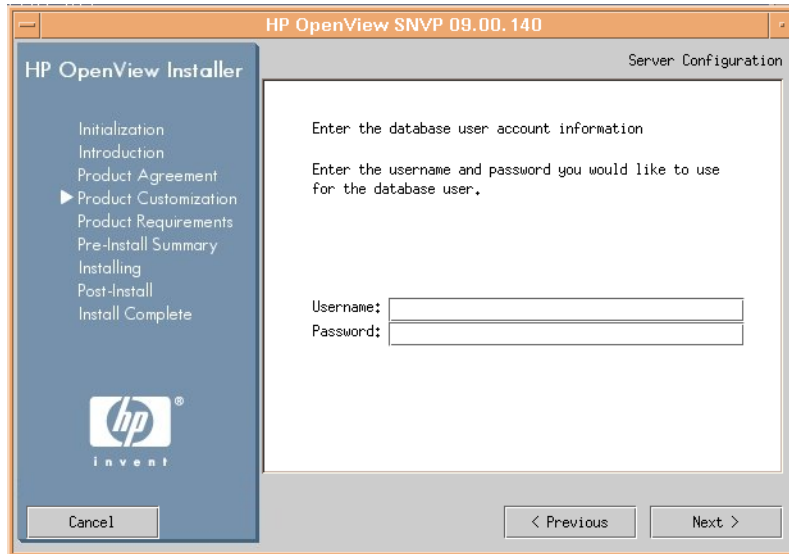 HP OpenView SNVP 09.00.140
HP OpenView Installer
Server Configuration
Initialization
Introduction
Product Agreement
Product Customization
Product Requirements
Pre-Install Summary
Installing
Post-Install
Install Complete
Enter the database user account information
Enter the username and password you would like to use
for the database user.
Username:
Password:
hp
®
invent
Cancel
< Previous
Next >